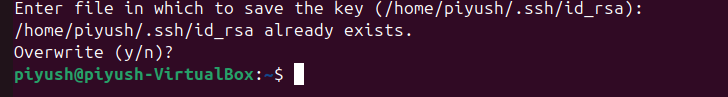 Enter file in which to save the key (/home/piyush/.ssh/id_rsa):
/home/piyush/.ssh/id_rsa already exists.
Overwrite (y/n)?
piyush@piyush-VirtualBox:~$